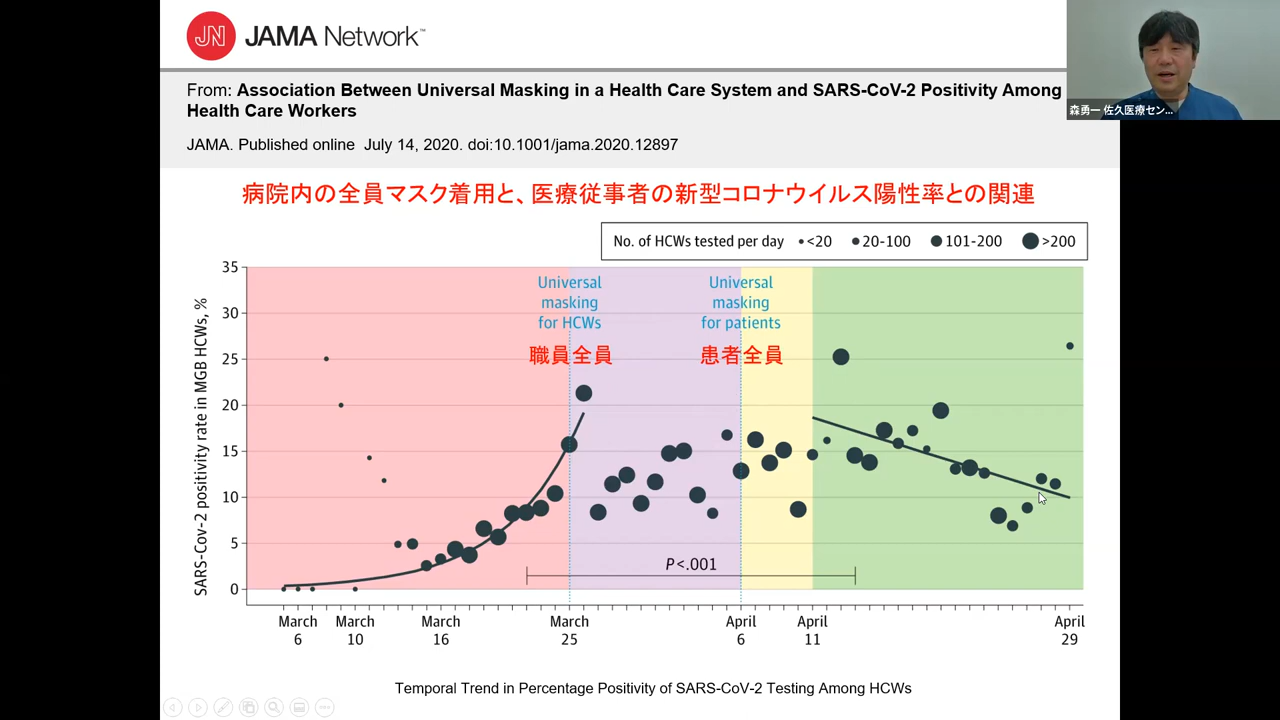 JN JAMA Network™
From: Association Between Universal Masking in a Health Care System and SARS-CoV-2 Positivity Among
Health Care Workers
JAMA. Published online July 14, 2020. doi:10.1001/jama.2020.12897
森勇一 佐久医療セン...
病院内の全員マスク着用と、医療従事者の新型コロナウイルス陽性率との関連
No. of HCWs tested per day <20 20-100 101-200 >200
SARS-Cov-2 positivity rate in MGB HCWs, %
35
30
25
20
15
10
5
0
Universal
masking
for HCWs
職員全員
Universal
masking
for patients
患者全員
P<.001
March
6
March
10
March
16
March
25
April
6
April
11
April
29
Temporal Trend in Percentage Positivity of SARS-CoV-2 Testing Among HCWs